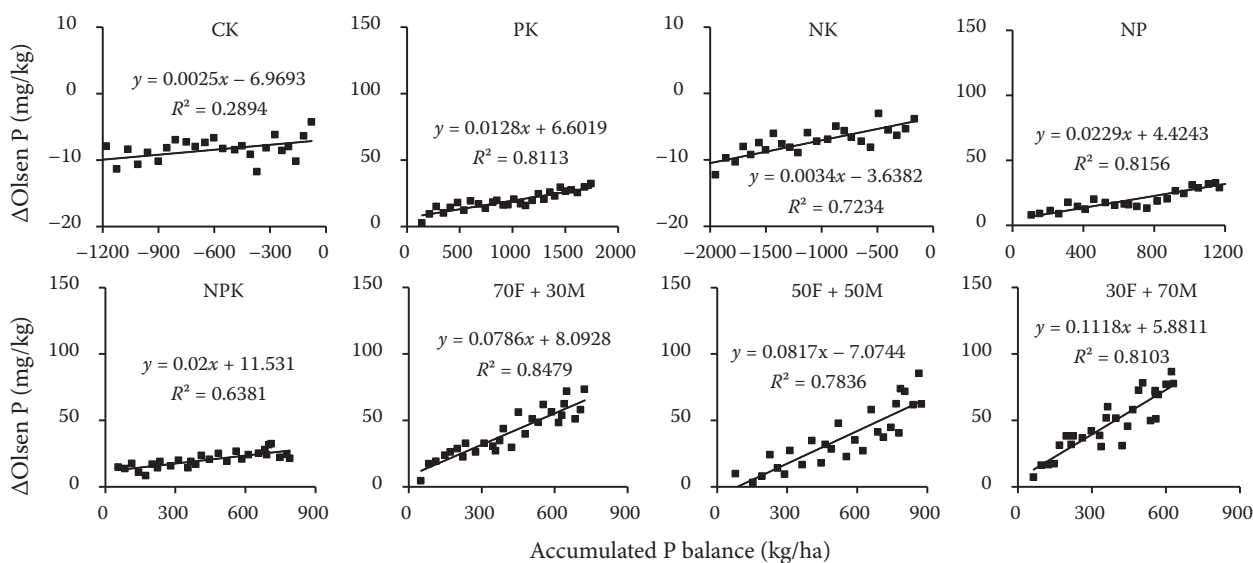 CK
PK
NK
NP
ΔOlsen P (mg/kg)
10
0
−10
−20
y = 0.0025x − 6.9693
R² = 0.2894
−1200 −900 −600 −300 0
150
100
50
0
y = 0.0128x + 6.6019
R² = 0.8113
0 500 1000 1500 2000
10
0
−10
−20
y = 0.0034x − 3.6382
R² = 0.7234
−2000 −1500 −1000 −500 0
150
100
50
0
y = 0.0229x + 4.4243
R² = 0.8156
0 400 800 1200
NPK
70F + 30M
50F + 50M
30F + 70M
ΔOlsen P (mg/kg)
150
100
50
0
y = 0.02x + 11.531
R² = 0.6381
0 300 600 900
150
100
50
0
y = 0.0786x + 8.0928
R² = 0.8479
0 300 600 900
150
100
50
0
y = 0.0817x − 7.0744
R² = 0.7836
0 300 600 900
150
100
50
0
y = 0.1118x + 5.8811
R² = 0.8103
0 300 600 900
Accumulated P balance (kg/ha)